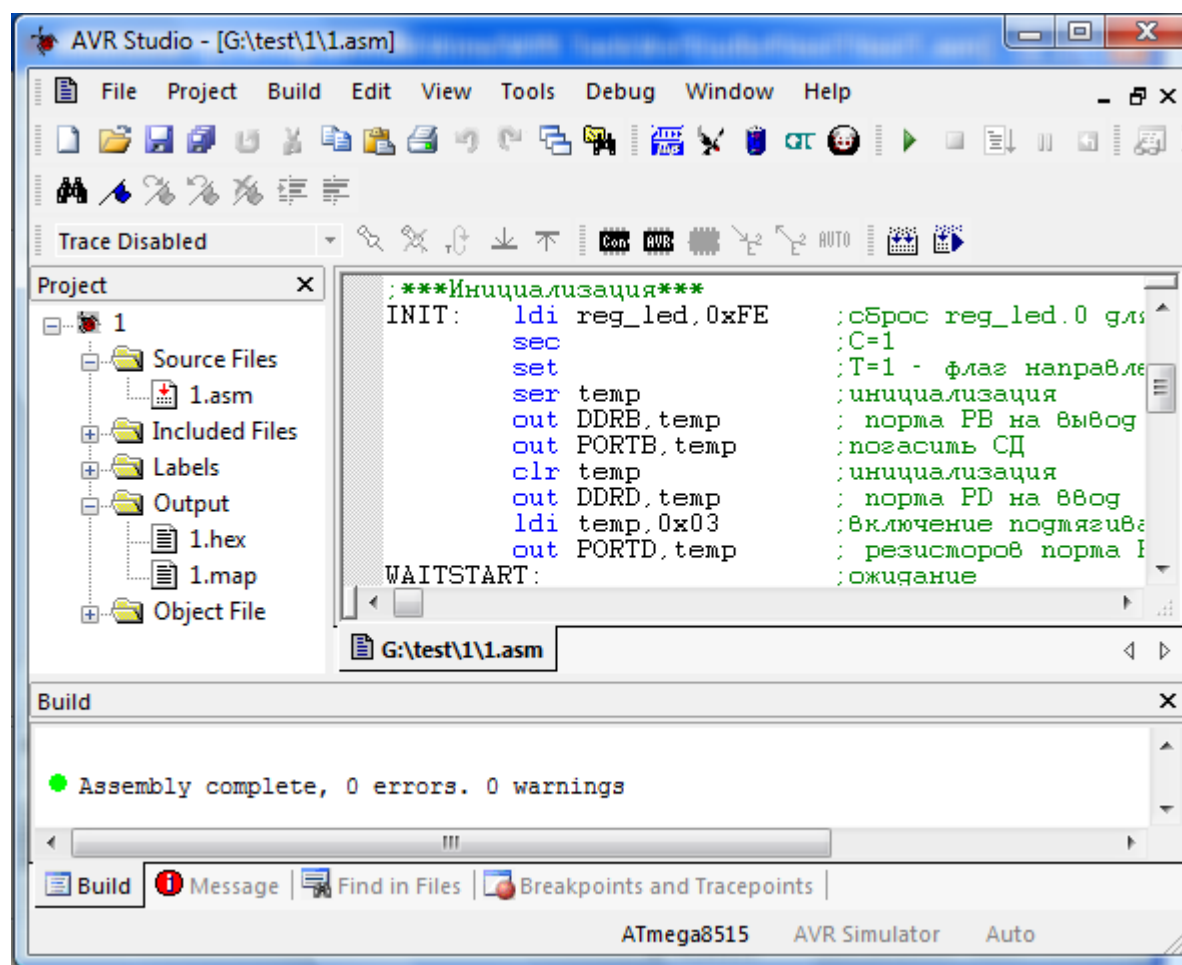 AVR Studio - [G:\test\1\1.asm]
File Project Build Edit View Tools Debug Window Help
Trace Disabled
Con AVR AUTO
Project
1
Source Files
1.asm
Included Files
Labels
Output
1.hex
1.map
Object File
;***Инициализация***
INIT: ldi reg_led,0xFE ;сброс reg_led.0 для
sec ;C=1
set ;T=1 - флаг направле
ser temp ;инициализация
out DDRB,temp ; порта PB на вывод
out PORTB,temp ;погасить СД
clr temp ;инициализация
out DDRD,temp ; порта PD на ввод
ldi temp,0x03 ;включение подтягива
out PORTD,temp ; резисторов порта
WAITSTART: ;ожидание
G:\test\1\1.asm
Build
Assembly complete, 0 errors. 0 warnings
Build Message Find in Files Breakpoints and Tracepoints
ATmega8515 AVR Simulator Auto